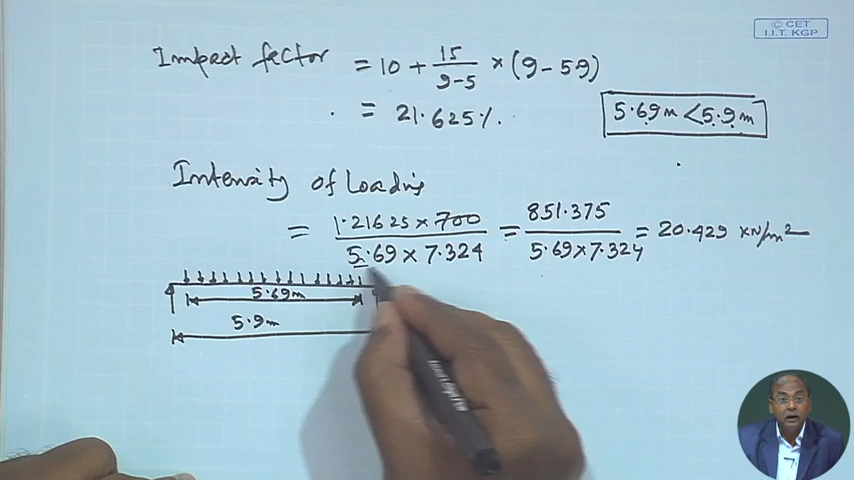 © CET
I.I.T. KGP
Impact factor = 10 + 15/9-5 × (9 - 59)
= 21.625%.
5.69m < 5.9m
Intensity of Loading
= 1.21625 × 700/5.69 × 7.324 = 851.375/5.69 × 7.324 = 20.429 kN/m²
5.69m
5.9m